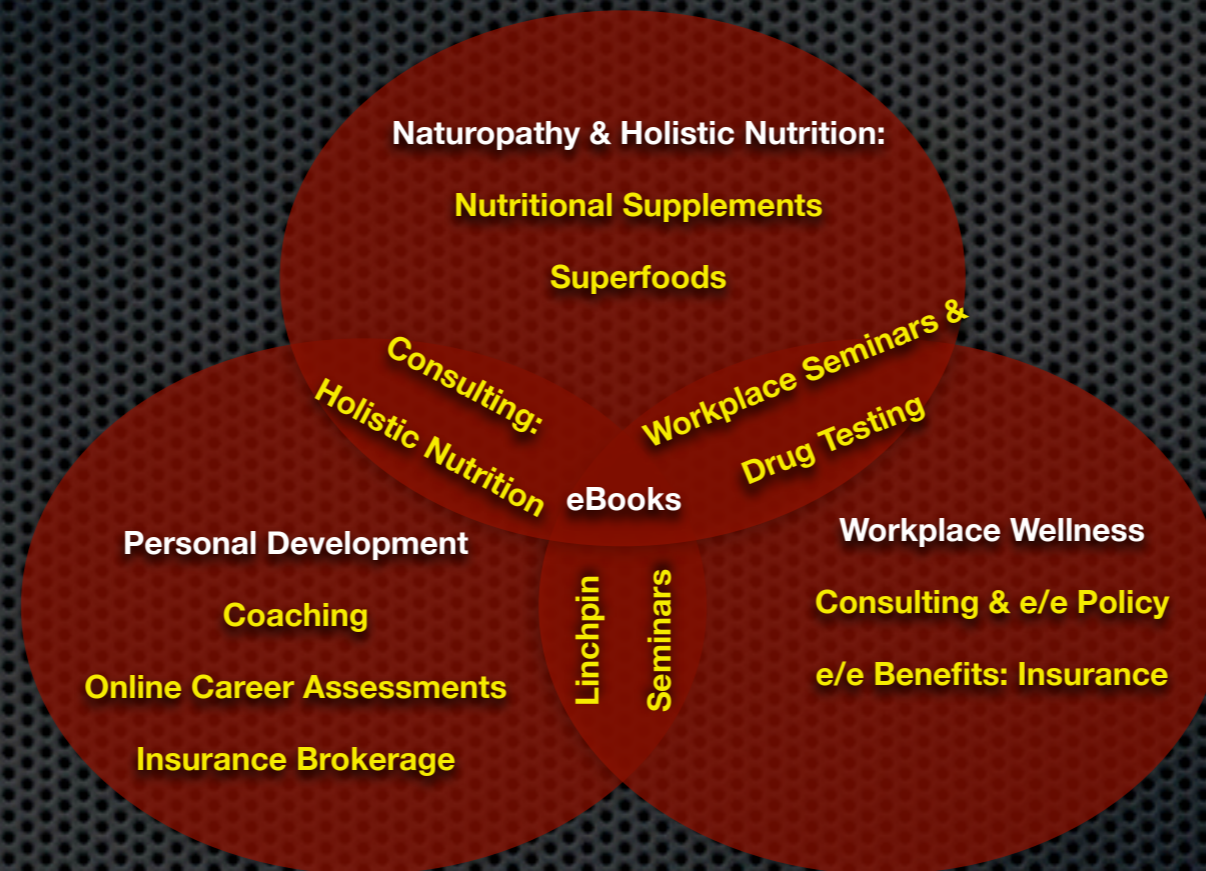 Naturopathy & Holistic Nutrition:
Nutritional Supplements
Superfoods
Consulting:
Holistic Nutrition
Workplace Seminars &
Drug Testing
eBooks
Personal Development
Coaching
Online Career Assessments
Insurance Brokerage
Linchpin
Seminars
Workplace Wellness
Consulting & e/e Policy
e/e Benefits: Insurance